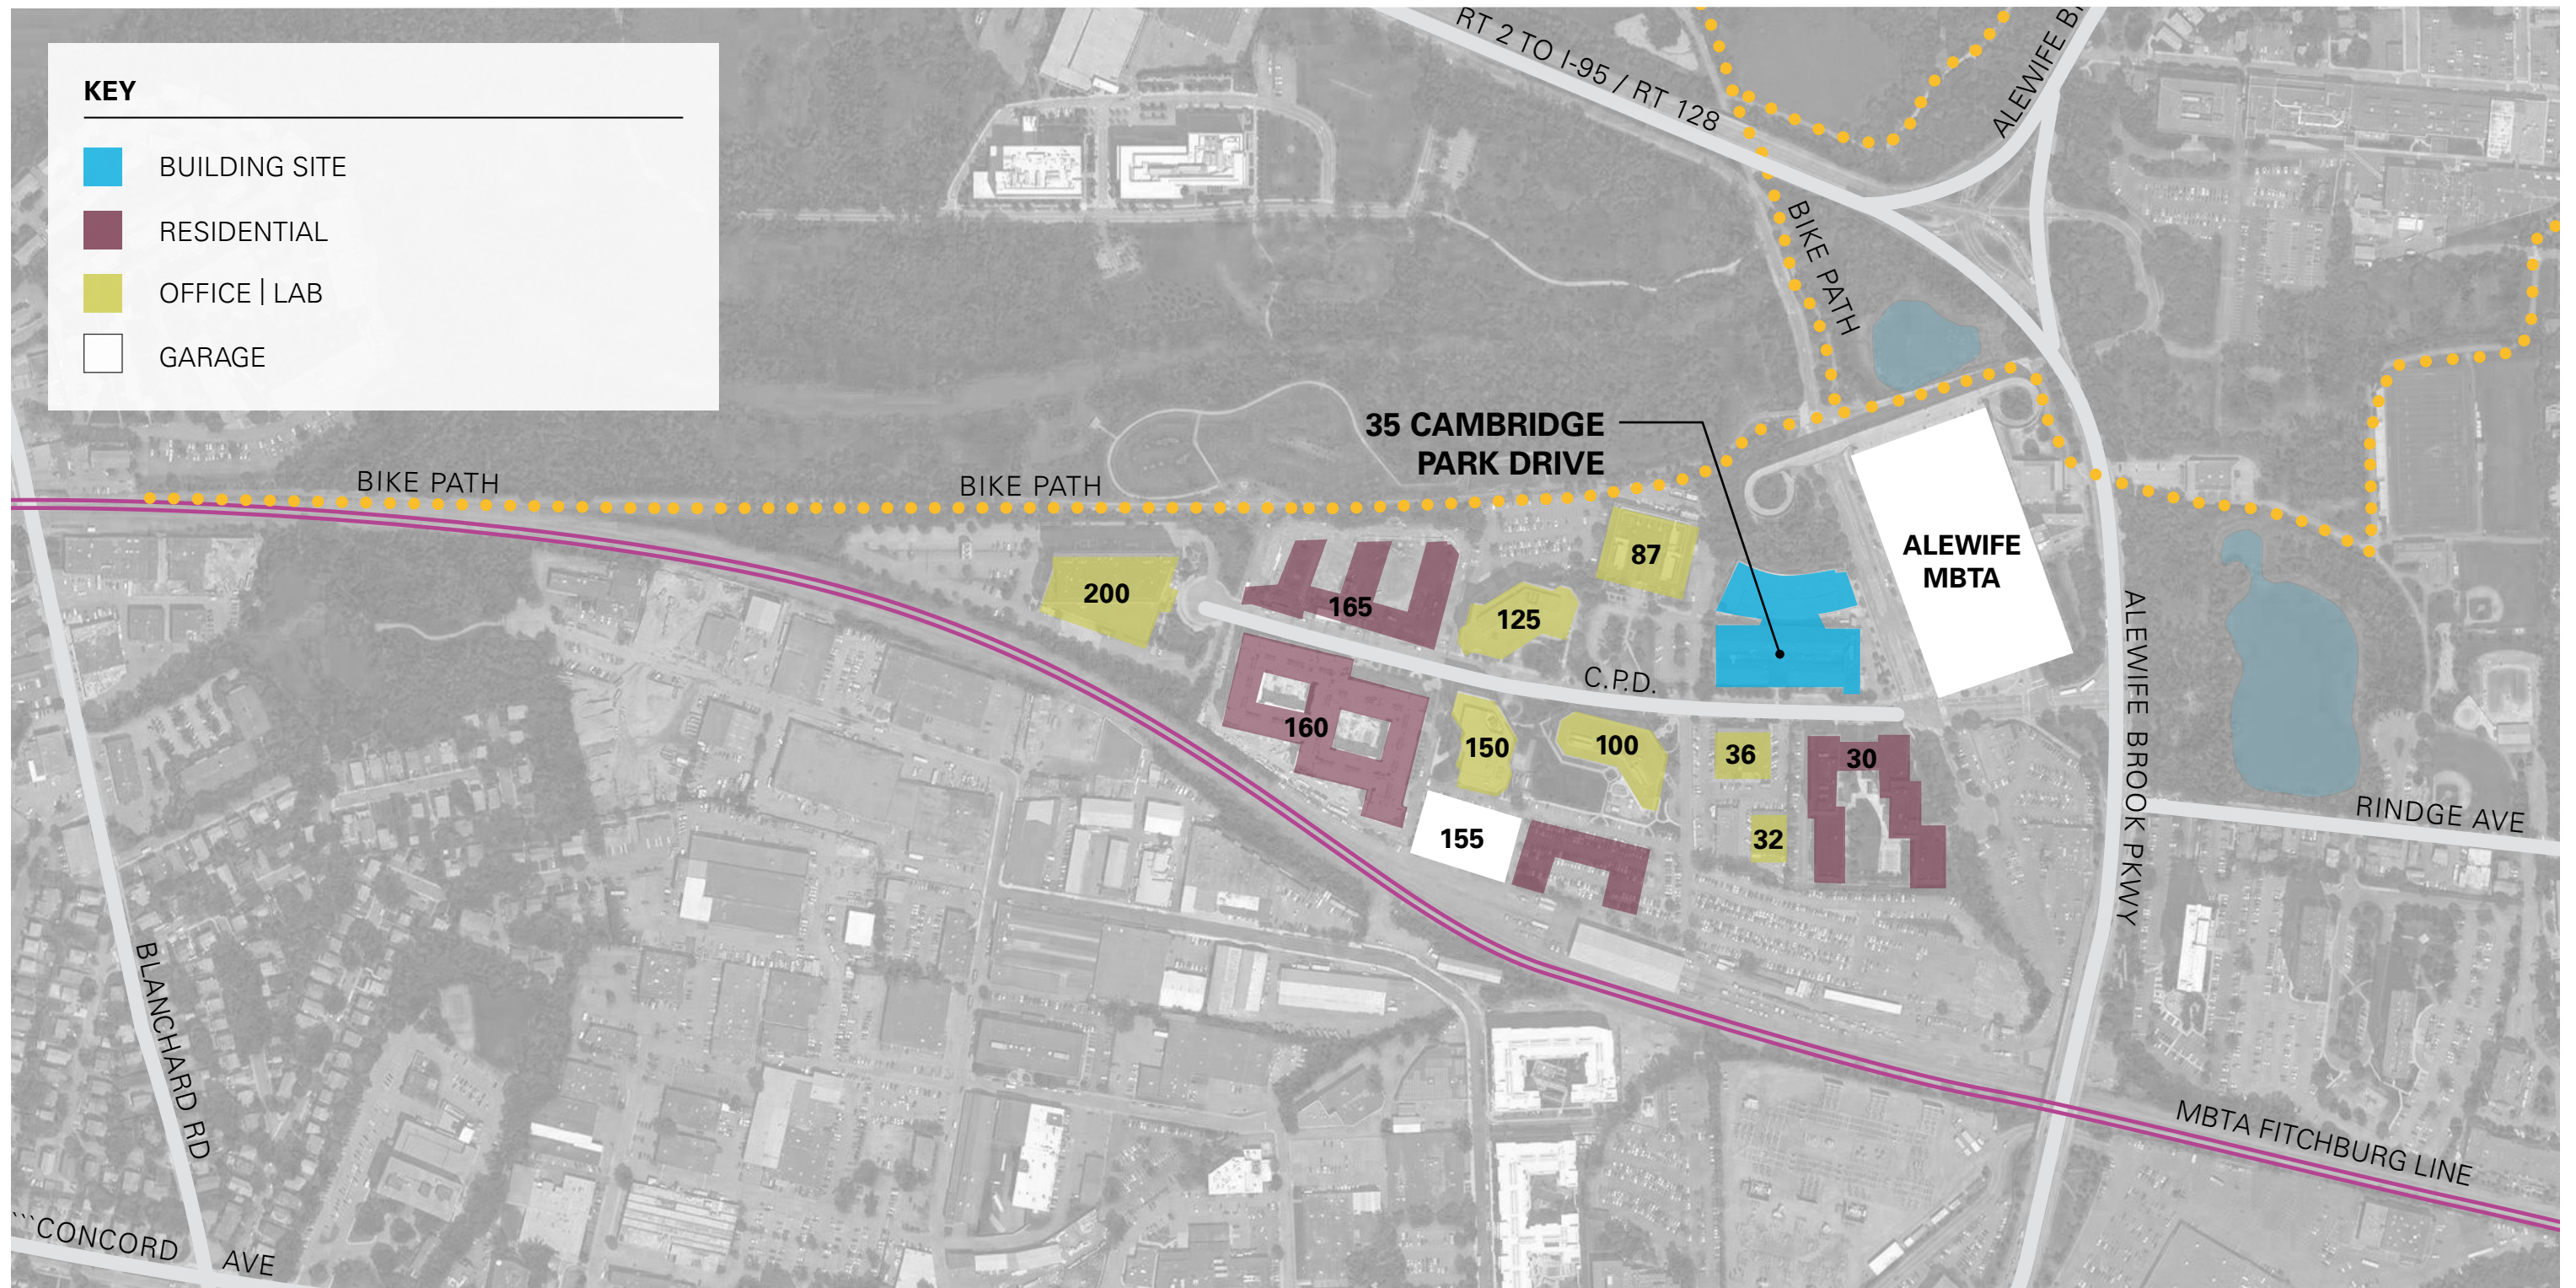 KEY
BUILDING SITE
RESIDENTIAL
OFFICE | LAB
GARAGE
RT 2 TO I-95 / RT 128
ALEWIFE B
BIKE PATH
35 CAMBRIDGE
PARK DRIVE
BIKE PATH
BIKE PATH
ALEWIFE
MBTA
87
200
165
125
C.P.D.
160
150
100
36
30
155
32
ALEWIFE BROOK PKWY
RINDGE AVE
BLANCHARD RD
MBTA FITCHBURG LINE
```CONCORD AVE